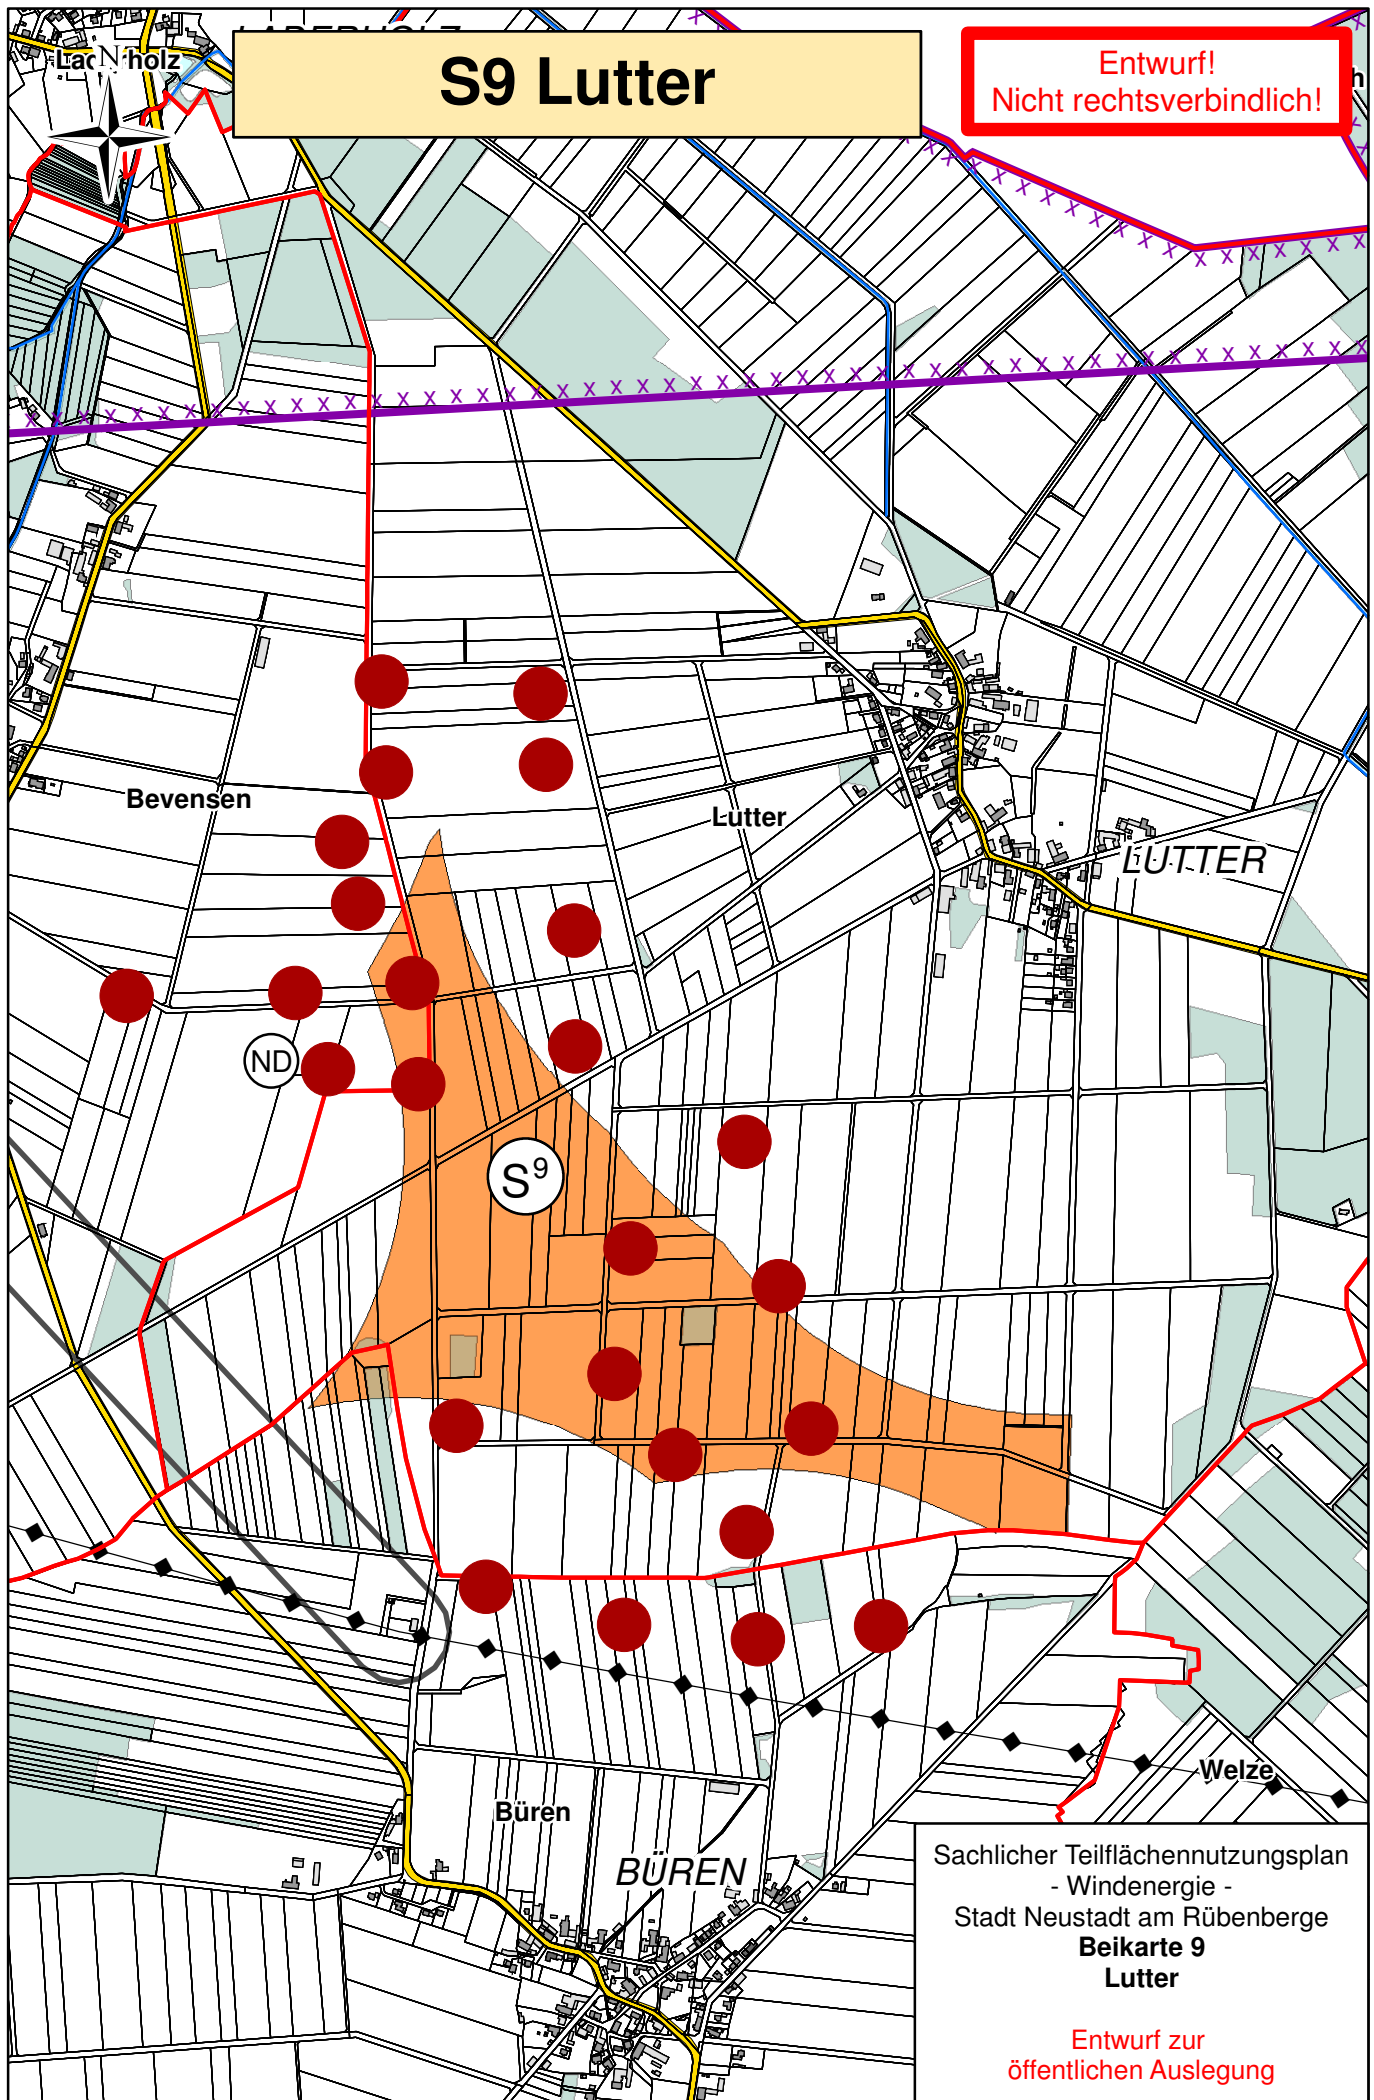 LADERHOLZ
N
S9 Lutter
Entwurf!
Nicht rechtsverbindlich!
h
Bevensen
Lutter
LUTTER
ND
S9
Welze
Büren
BÜREN
Sachlicher Teilflächennutzungsplan
- Windenergie -
Stadt Neustadt am Rübenberge
Beikarte 9
Lutter
Entwurf zur
öffentlichen Auslegung